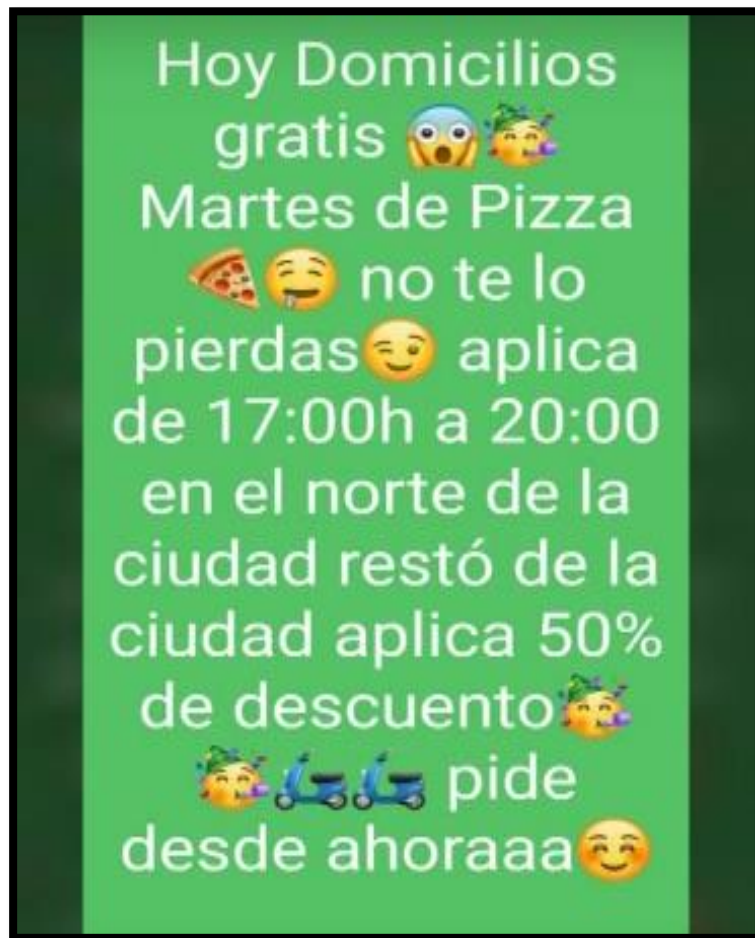 Hoy Domicilios
gratis 😱🥳
Martes de Pizza
🍕🤤 no te lo
pierdas😉 aplica
de 17:00h a 20:00
en el norte de la
ciudad restó de la
ciudad aplica 50%
de descuento🥳
🥳🛵🛵 pide
desde ahoraaa☺️